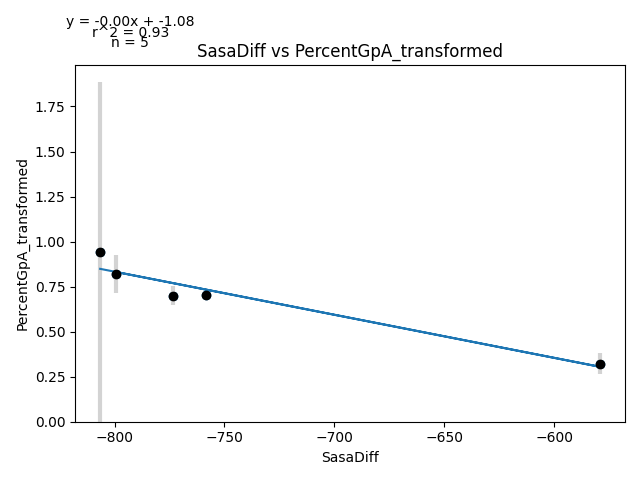 y = -0.00x + -1.08
r^2 = 0.93
n = 5
SasaDiff vs PercentGpA_transformed
PercentGpA_transformed
1.75
1.50
1.25
1.00
0.75
0.50
0.25
0.00
−800
−750
−700
−650
−600
SasaDiff